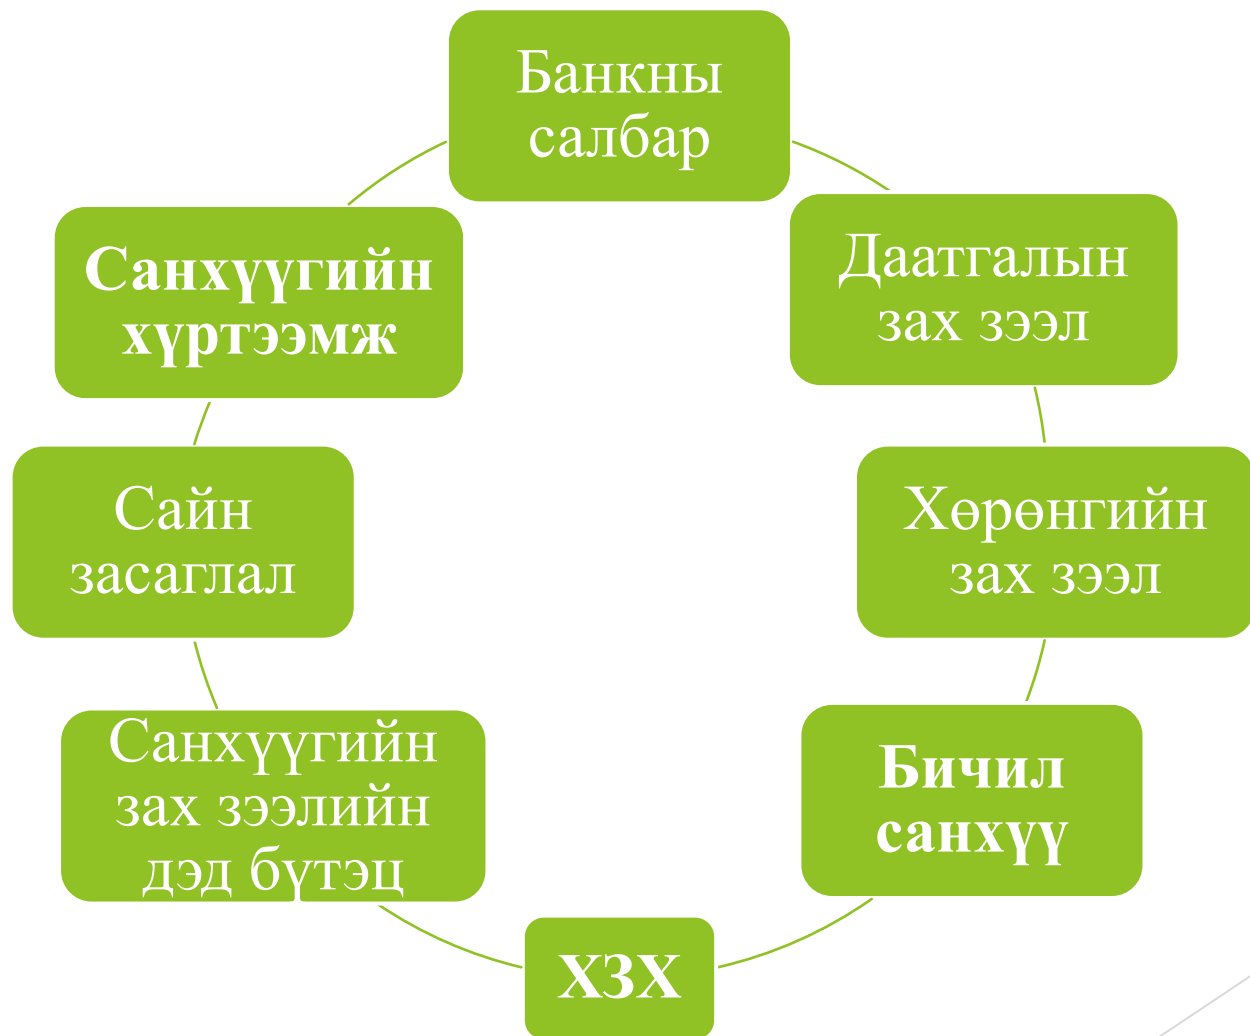 Банкны
салбар
Даатгалын
зах зээл
Хөрөнгийн
зах зээл
Бичил
санхүү
ХЗХ
Санхүүгийн
зах зээлийн
дэд бүтэц
Сайн
засаглал
Санхүүгийн
хүртээмж